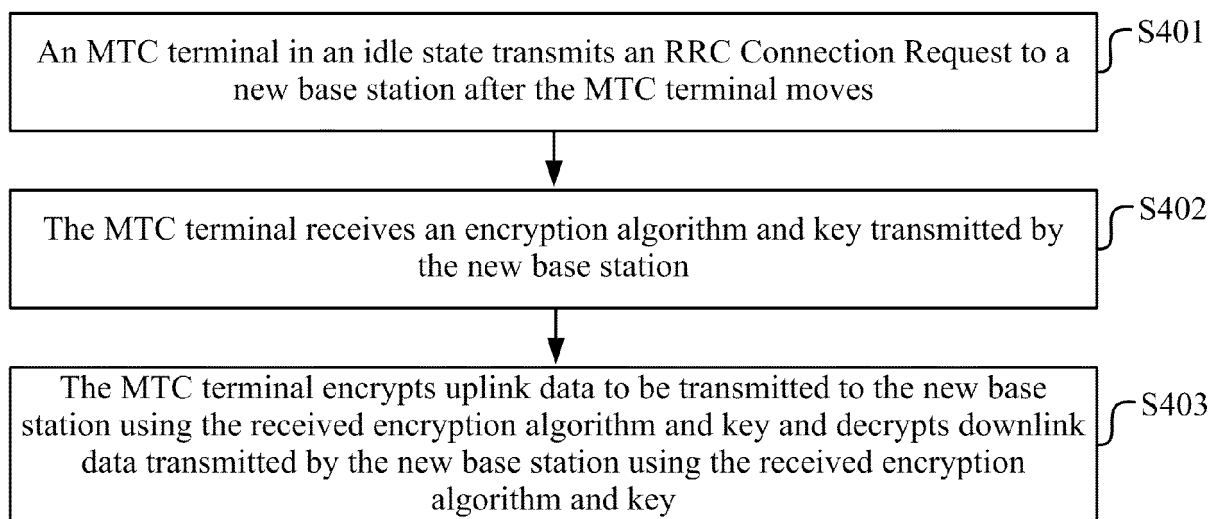 An MTC terminal in an idle state transmits an RRC Connection Request to a
new base station after the MTC terminal moves
S401
The MTC terminal receives an encryption algorithm and key transmitted by
the new base station
S402
The MTC terminal encrypts uplink data to be transmitted to the new base
station using the received encryption algorithm and key and decrypts downlink
data transmitted by the new base station using the received encryption
algorithm and key
S403